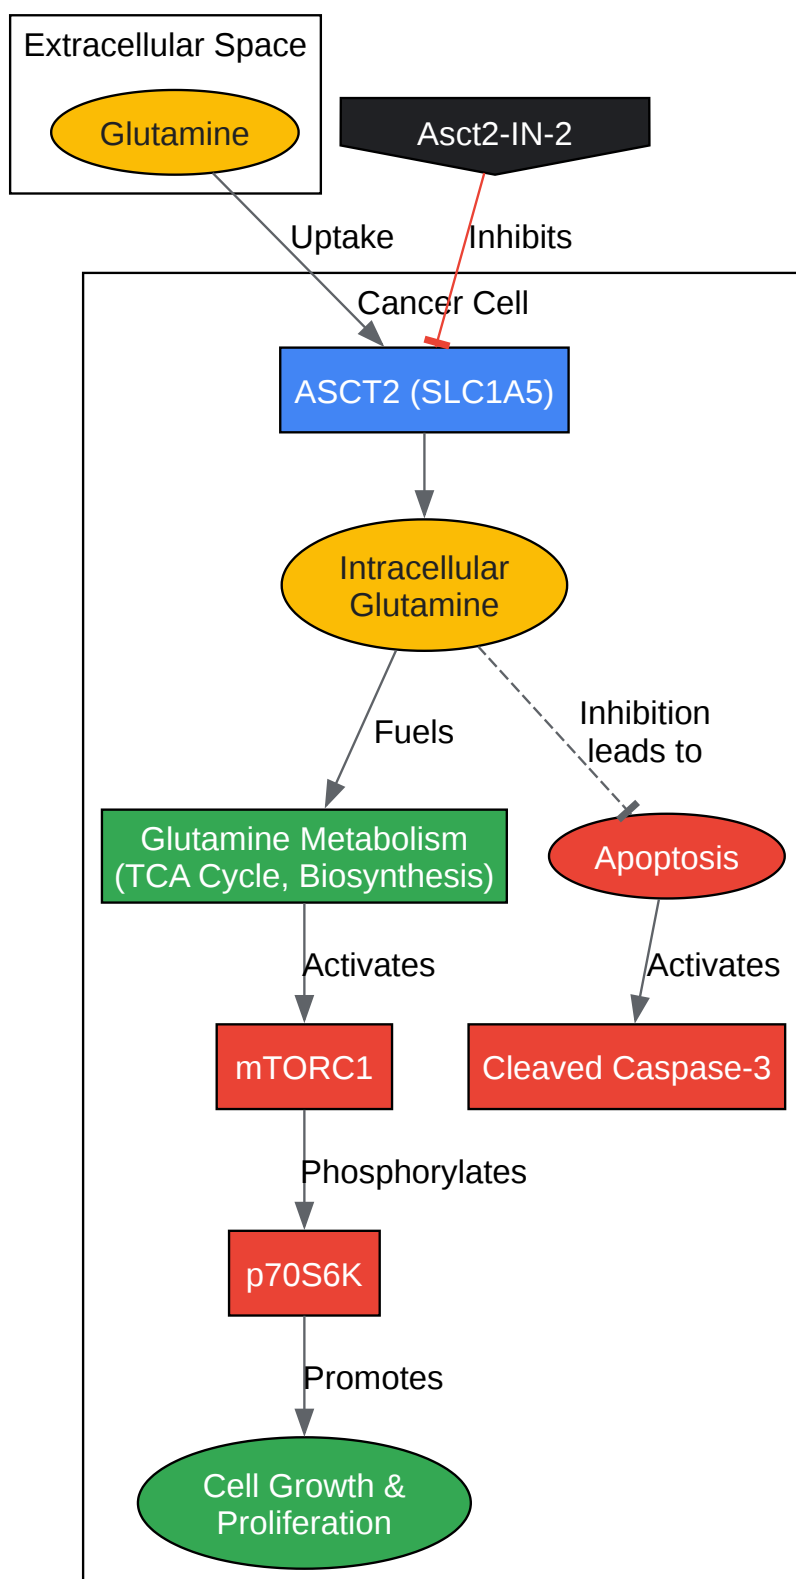 Extracellular Space
Glutamine
Asct2-IN-2
Uptake
Inhibits
Cancer Cell
ASCT2 (SLC1A5)
Intracellular
Glutamine
Fuels
Inhibition
leads to
Glutamine Metabolism
(TCA Cycle, Biosynthesis)
Apoptosis
Activates
Activates
mTORC1
Cleaved Caspase-3
Phosphorylates
p70S6K
Promotes
Cell Growth &
Proliferation